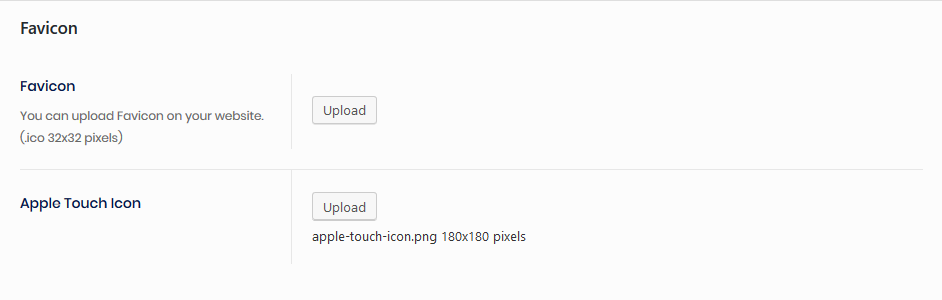 Favicon
Favicon
You can upload Favicon on your website.
(.ico 32x32 pixels)
Upload
Apple Touch Icon
Upload
apple-touch-icon.png 180x180 pixels